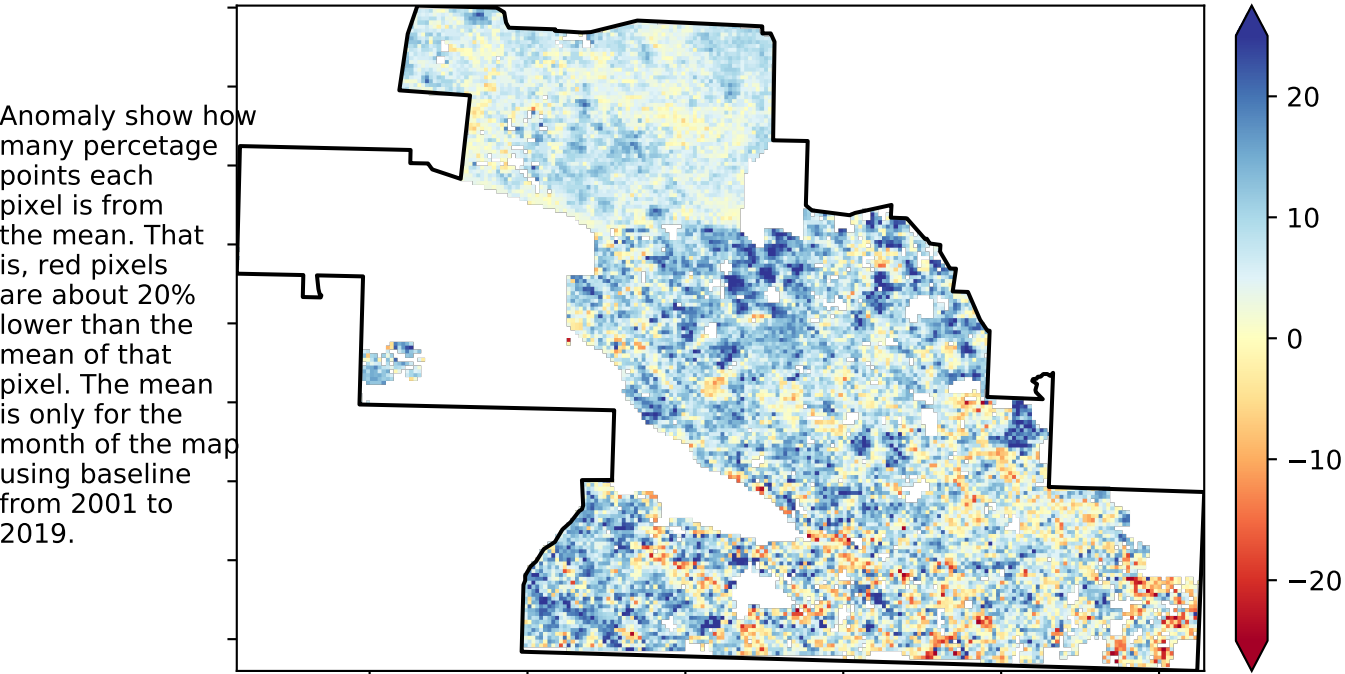 Anomaly show how
many percetage
points each
pixel is from
the mean. That
is, red pixels
are about 20%
lower than the
mean of that
pixel. The mean
is only for the
month of the map
using baseline
from 2001 to
2019.
20
10
0
−10
−20